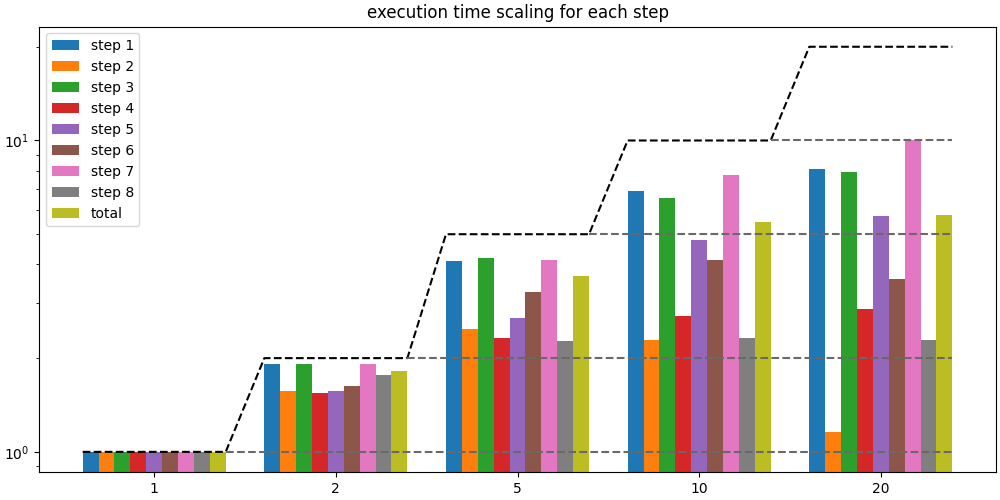 execution time scaling for each step
step 1
step 2
step 3
step 4
step 5
step 6
step 7
step 8
total
10¹
10⁰
1 2 5 10 20